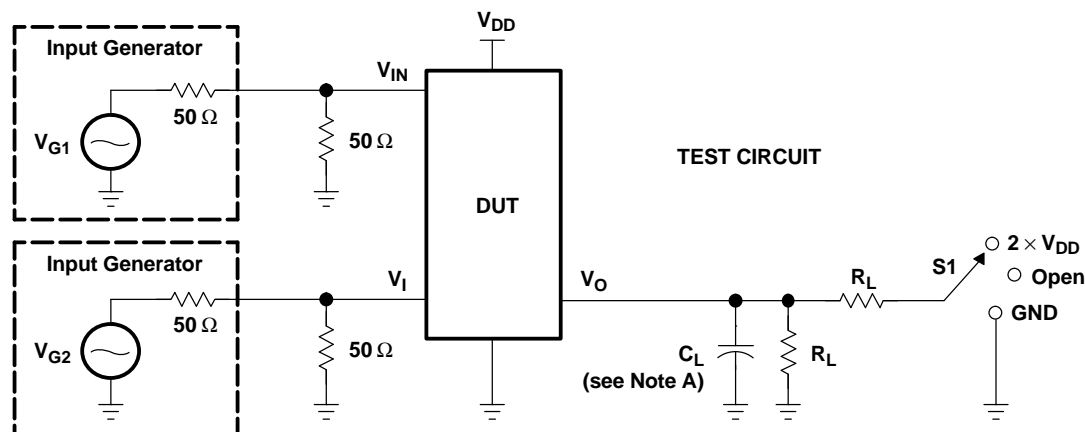 V_DD
Input Generator
V_IN
50 Ω
V_G1
50 Ω
TEST CIRCUIT
DUT
Input Generator
V_I
V_O
50 Ω
V_G2
50 Ω
C_L
(see Note A)
R_L
R_L
S1
2 × V_DD
Open
GND